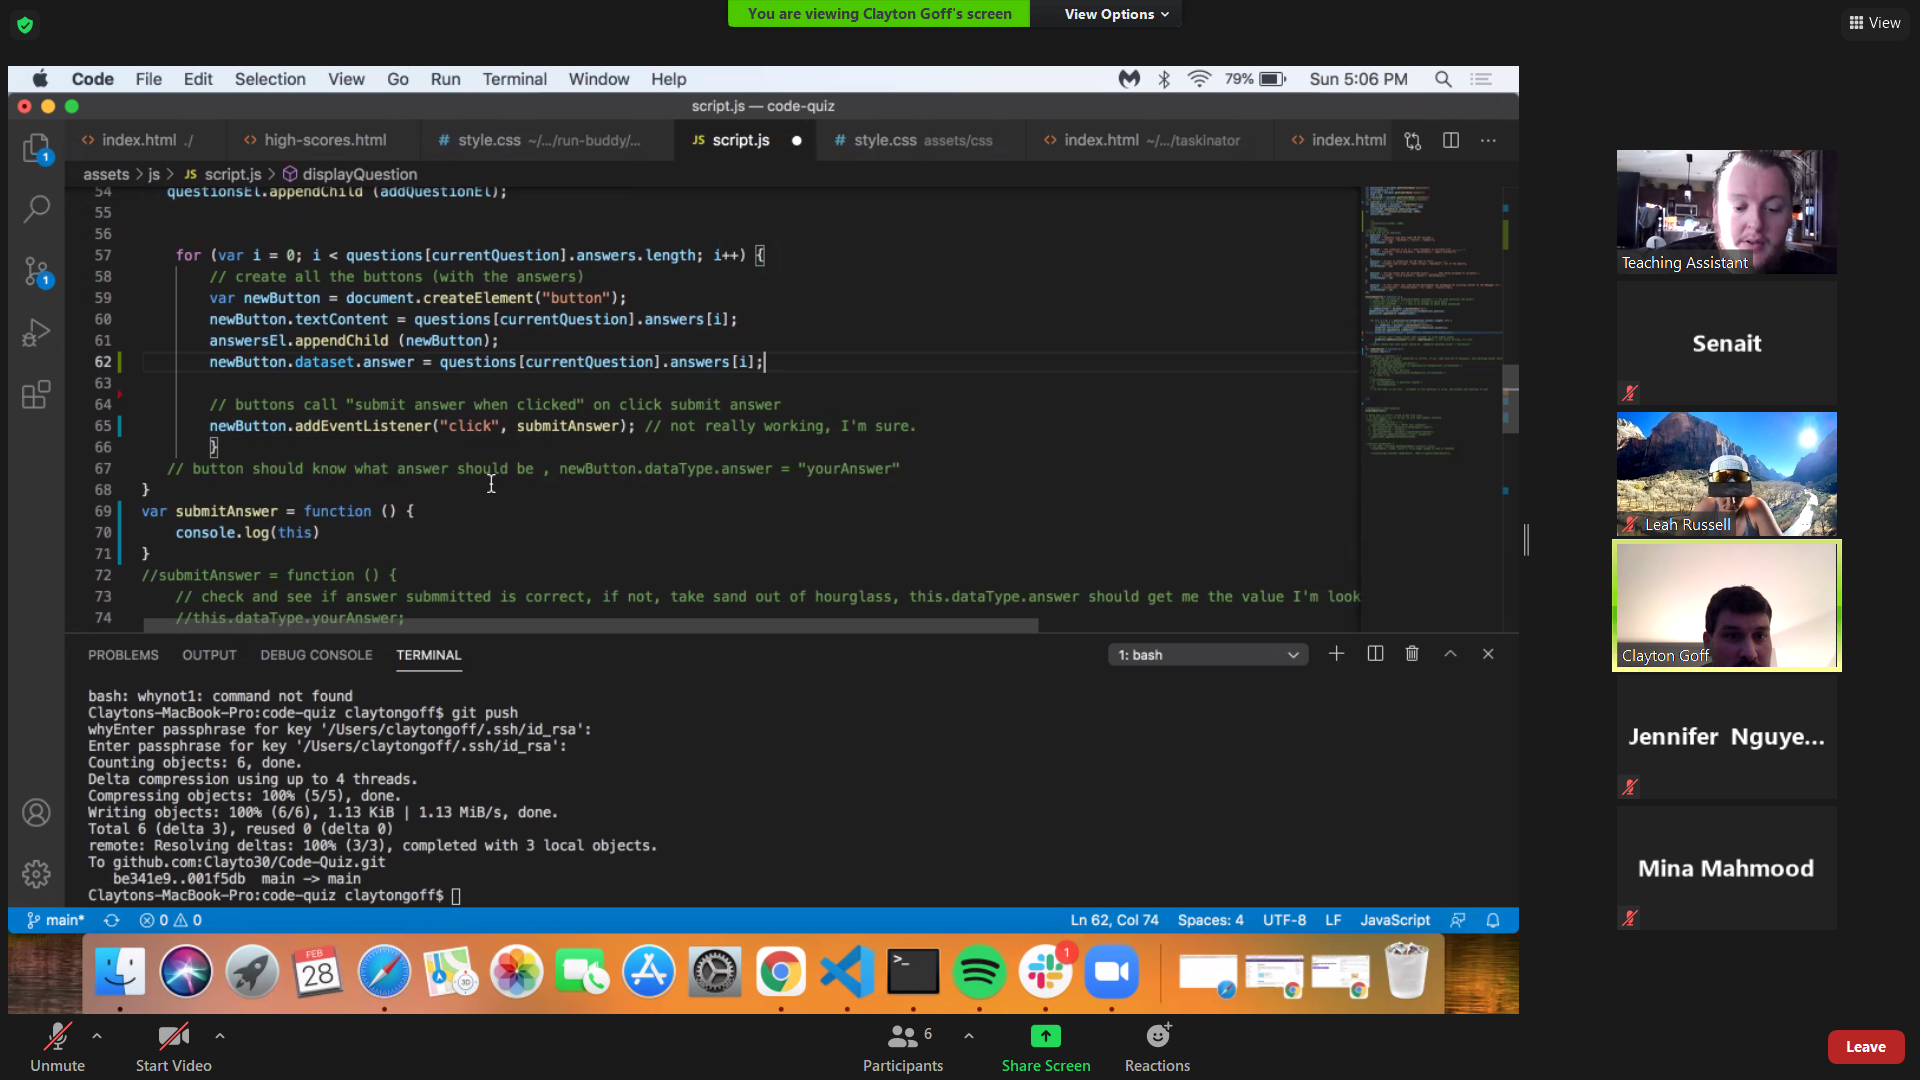 You are viewing Clayton Goff's screen
View Options
View
Code File Edit Selection View Go Run Terminal Window Help
79% Sun 5:06 PM
script.js — code-quiz
index.html ./
high-scores.html
# style.css ~/.../run-buddy/...
JS script.js
# style.css assets/css
index.html ~/.../taskinator
index.html
assets > js > JS script.js > displayQuestion
54 questionsEl.appendChild (addQuestionEl);
55
56
57 for (var i = 0; i < questions[currentQuestion].answers.length; i++) {
58 // create all the buttons (with the answers)
59 var newButton = document.createElement("button");
60 newButton.textContent = questions[currentQuestion].answers[i];
61 answersEl.appendChild (newButton);
62 newButton.dataset.answer = questions[currentQuestion].answers[i];
63
64 // buttons call "submit answer when clicked" on click submit answer
65 newButton.addEventListener("click", submitAnswer); // not really working, I'm sure.
66 }
67 // button should know what answer should be , newButton.dataType.answer = "yourAnswer"
68 }
69 var submitAnswer = function () {
70 console.log(this)
71 }
72 //submitAnswer = function () {
73 // check and see if answer submmitted is correct, if not, take sand out of hourglass, this.dataType.answer should get me the value I'm look
74 //this.dataType.yourAnswer;
PROBLEMS OUTPUT DEBUG CONSOLE TERMINAL
1: bash
bash: whynot1: command not found
Claytons-MacBook-Pro:code-quiz claytongoff$ git push
whyEnter passphrase for key '/Users/claytongoff/.ssh/id_rsa':
Enter passphrase for key '/Users/claytongoff/.ssh/id_rsa':
Counting objects: 6, done.
Delta compression using up to 4 threads.
Compressing objects: 100% (5/5), done.
Writing objects: 100% (6/6), 1.13 KiB | 1.13 MiB/s, done.
Total 6 (delta 3), reused 0 (delta 0)
remote: Resolving deltas: 100% (3/3), completed with 3 local objects.
To github.com:Clayto30/Code-Quiz.git
be341e9..001f5db main -> main
Claytons-MacBook-Pro:code-quiz claytongoff$
main* 0 0
Ln 62, Col 74 Spaces: 4 UTF-8 LF JavaScript
1
1
FEB
28
3D
>_
1
Teaching Assistant
Senait
Leah Russell
Clayton Goff
Jennifer Nguye...
Mina Mahmood
Unmute
Start Video
6
Participants
Share Screen
Reactions
Leave